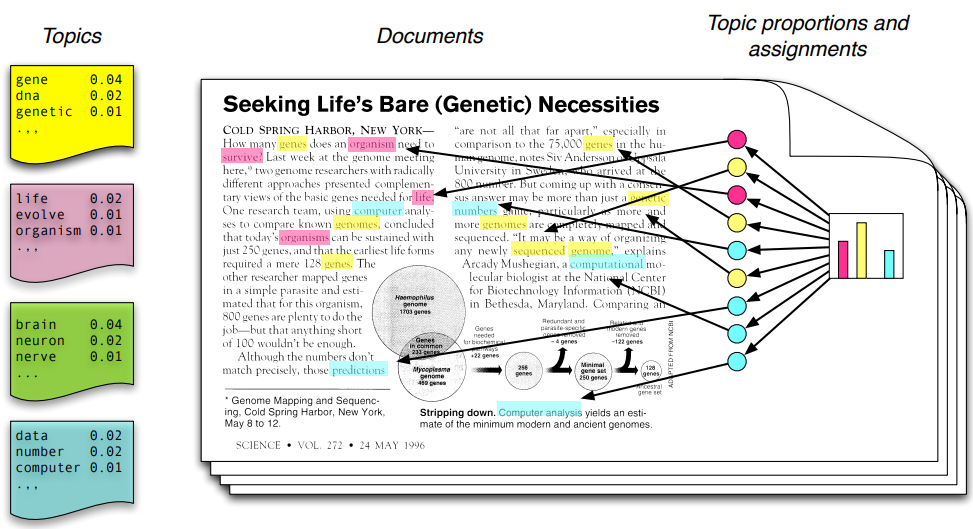 Topics
Documents
Topic proportions and
assignments
gene 0.04
dna 0.02
genetic 0.01
.,,
life 0.02
evolve 0.01
organism 0.01
.,,
brain 0.04
neuron 0.02
nerve 0.01
...
data 0.02
number 0.02
computer 0.01
.,,
Seeking Life's Bare (Genetic) Necessities
COLD SPRING HARBOR, NEW YORK—
How many genes does an organism need to
survive? Last week at the genome meeting
here,* two genome researchers with radically
different approaches presented complemen-
tary views of the basic genes needed for life.
One research team, using computer analy-
ses to compare known genomes, concluded
that today's organisms can be sustained with
just 250 genes, and that the earliest life forms
required a mere 128 genes. The
other researcher mapped genes
in a simple parasite and esti-
mated that for this organism,
800 genes are plenty to do the
job—but that anything short
of 100 wouldn't be enough.
Although the numbers don't
match precisely, those predictions
* Genome Mapping and Sequenc-
ing, Cold Spring Harbor, New York,
May 8 to 12.
"are not all that far apart," especially in
comparison to the 75,000 genes in the hu-
man genome, notes Siv Andersson of Uppsala
University in Sweden, who arrived at the
800 number. But coming up with a consen-
sus answer may be more than just a genetic
numbers game, particularly as more and
more genomes are completely mapped and
sequenced. "It may be a way of organizing
any newly sequenced genome," explains
Arcady Mushegian, a computational mo-
lecular biologist at the National Center
for Biotechnology Information (NCBI)
in Bethesda, Maryland. Comparing an
Haemophilus
genome
1703 genes
Genes
in common
233 genes
Mycoplasma
genome
469 genes
Genes
needed
for biochemical
pathways
+22 genes
256
genes
Redundant and
parasite-specific
genes removed
– 4 genes
Minimal
gene set
250 genes
modern genes
removed
–122 genes
128
genes
Ancestral
gene set
ADAPTED FROM NCBI
Stripping down. Computer analysis yields an esti-
mate of the minimum modern and ancient genomes.
SCIENCE • VOL. 272 • 24 MAY 1996